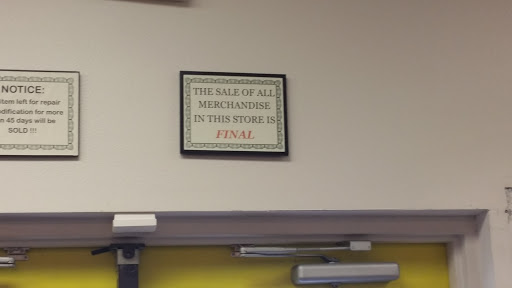 NOTICE:
item left for repair
modification for more
n 45 days will be
SOLD !!!
THE SALE OF ALL
MERCHANDISE
IN THIS STORE IS
FINAL